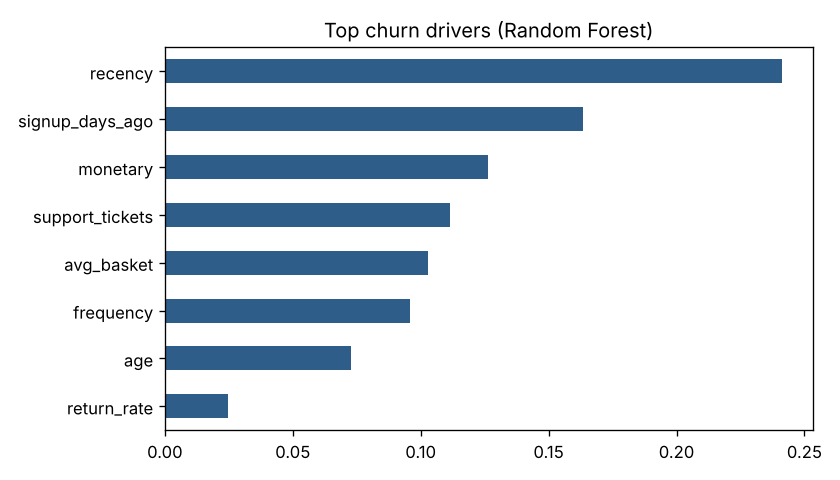 Top churn drivers (Random Forest)
recency
signup_days_ago
monetary
support_tickets
avg_basket
frequency
age
return_rate
0.00 0.05 0.10 0.15 0.20 0.25